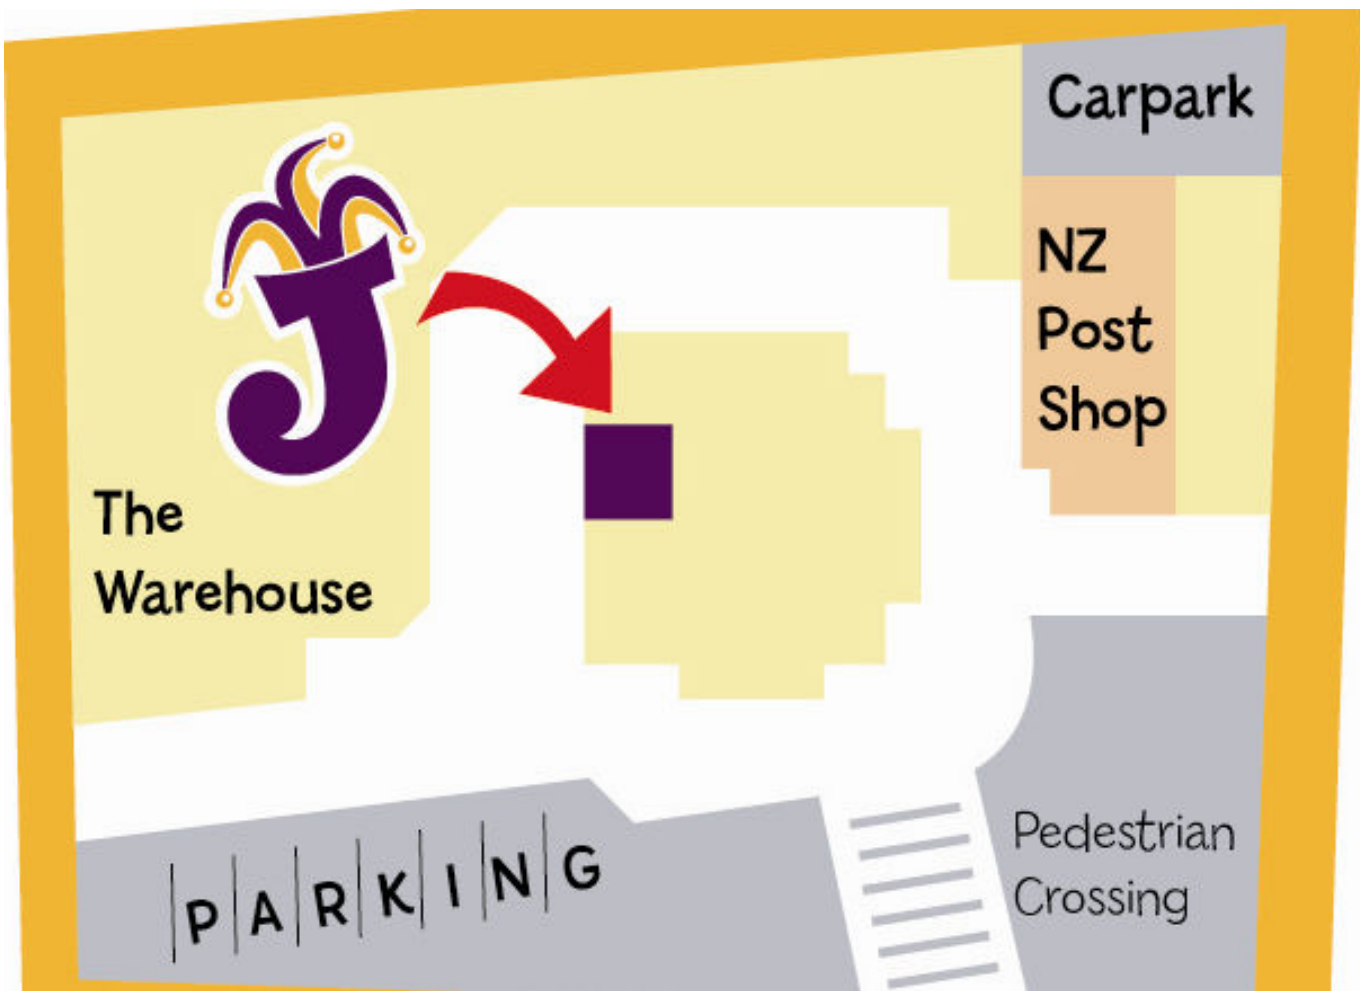 Carpark
NZ
Post
Shop
J
The
Warehouse
PARKING
Pedestrian
Crossing